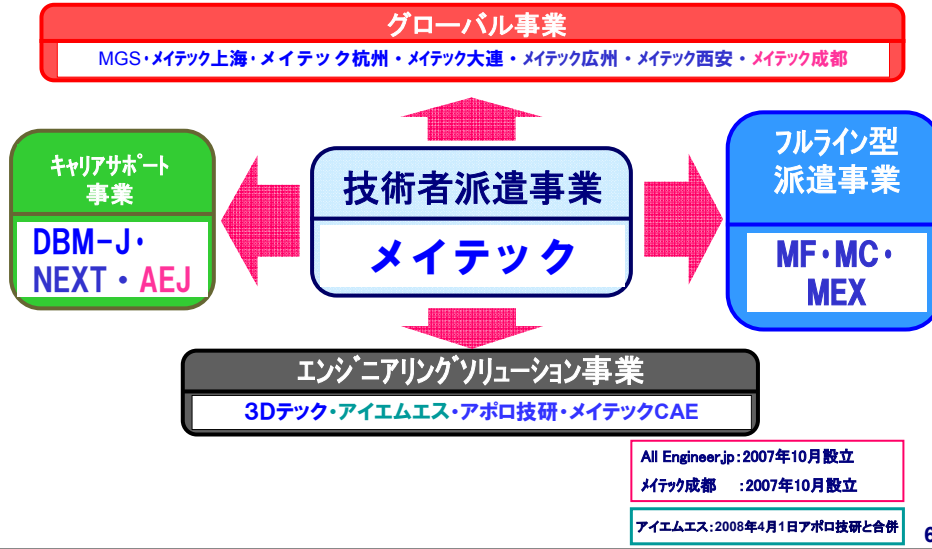 グローバル事業
MGS・メイテック上海・メイテック杭州・メイテック大連・メイテック広州・メイテック西安・メイテック成都
キャリアサポート
事業
DBM-J・
NEXT・AEJ
技術者派遣事業
メイテック
フルライン型
派遣事業
MF・MC・
MEX
エンジニアリングソリューション事業
3Dテック・アイエムエス・アポロ技研・メイテックCAE
All Engineer.jp:2007年10月設立
メイテック成都 :2007年10月設立
アイエムエス:2008年4月1日アポロ技研と合併
6